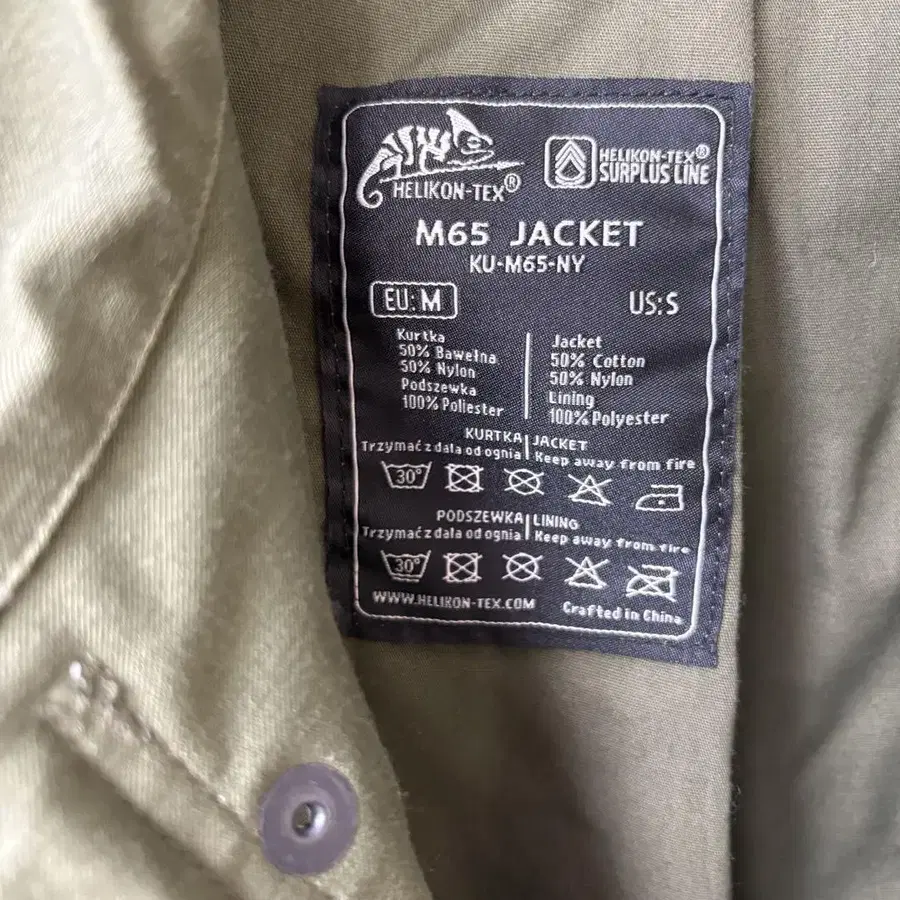 HELIKON-TEX®
HELIKON-TEX®
SURPLUS LINE
M65 JACKET
KU-M65-NY
EU: M
US: S
Kurtka
50% Bawełna
50% Nylon
Podszewka
100% Poliester
Jacket
50% Cotton
50% Nylon
Lining
100% Polyester
KURTKA | JACKET
Trzymać z dala od ognia | Keep away from fire
30°
PODSZEWKA | LINING
Trzymać z dala od ognia | Keep away from fire
30°
WWW.HELIKON-TEX.COM
Crafted in China